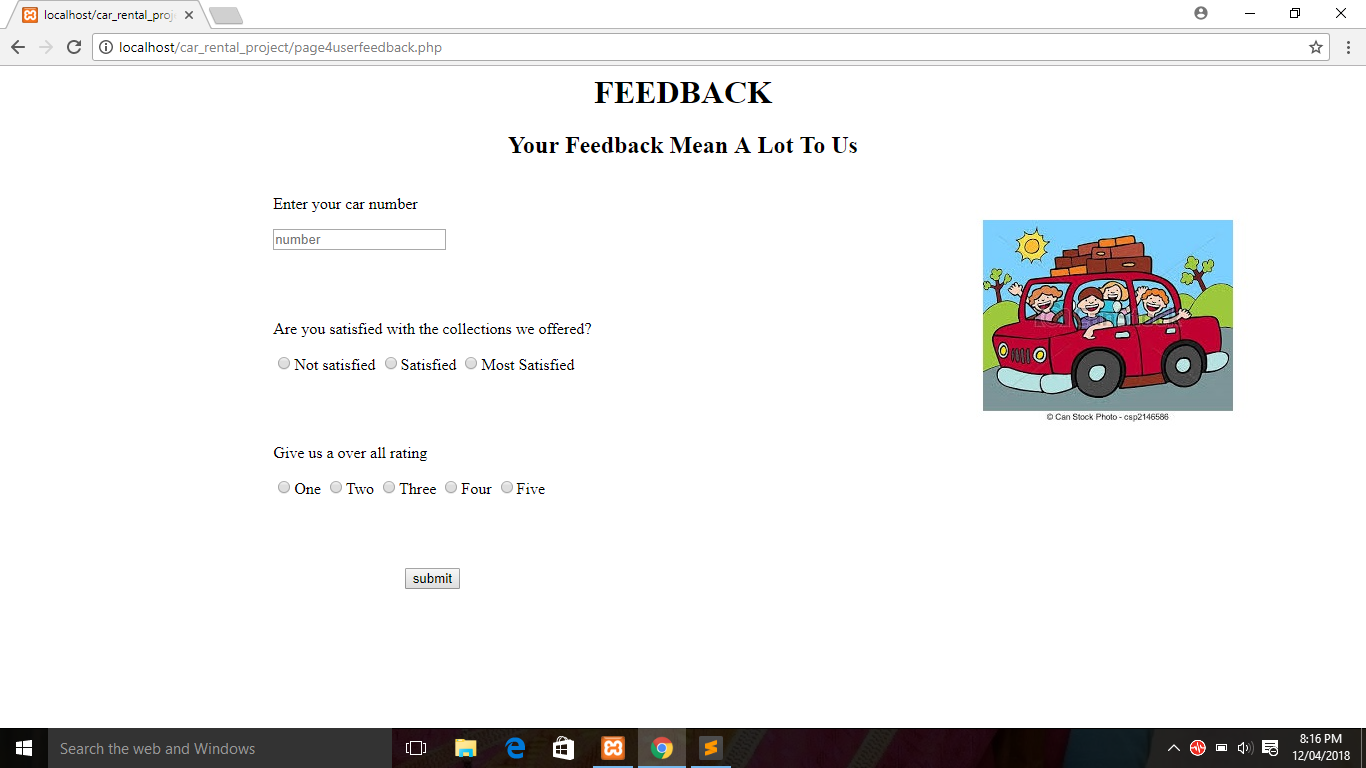 localhost/car_rental_proj
localhost/car_rental_project/page4userfeedback.php
FEEDBACK
Your Feedback Mean A Lot To Us
Enter your car number
number
Are you satisfied with the collections we offered?
Not satisfied Satisfied Most Satisfied
© Can Stock Photo - csp2146586
Give us a over all rating
One Two Three Four Five
submit
Search the web and Windows
8:16 PM
12/04/2018